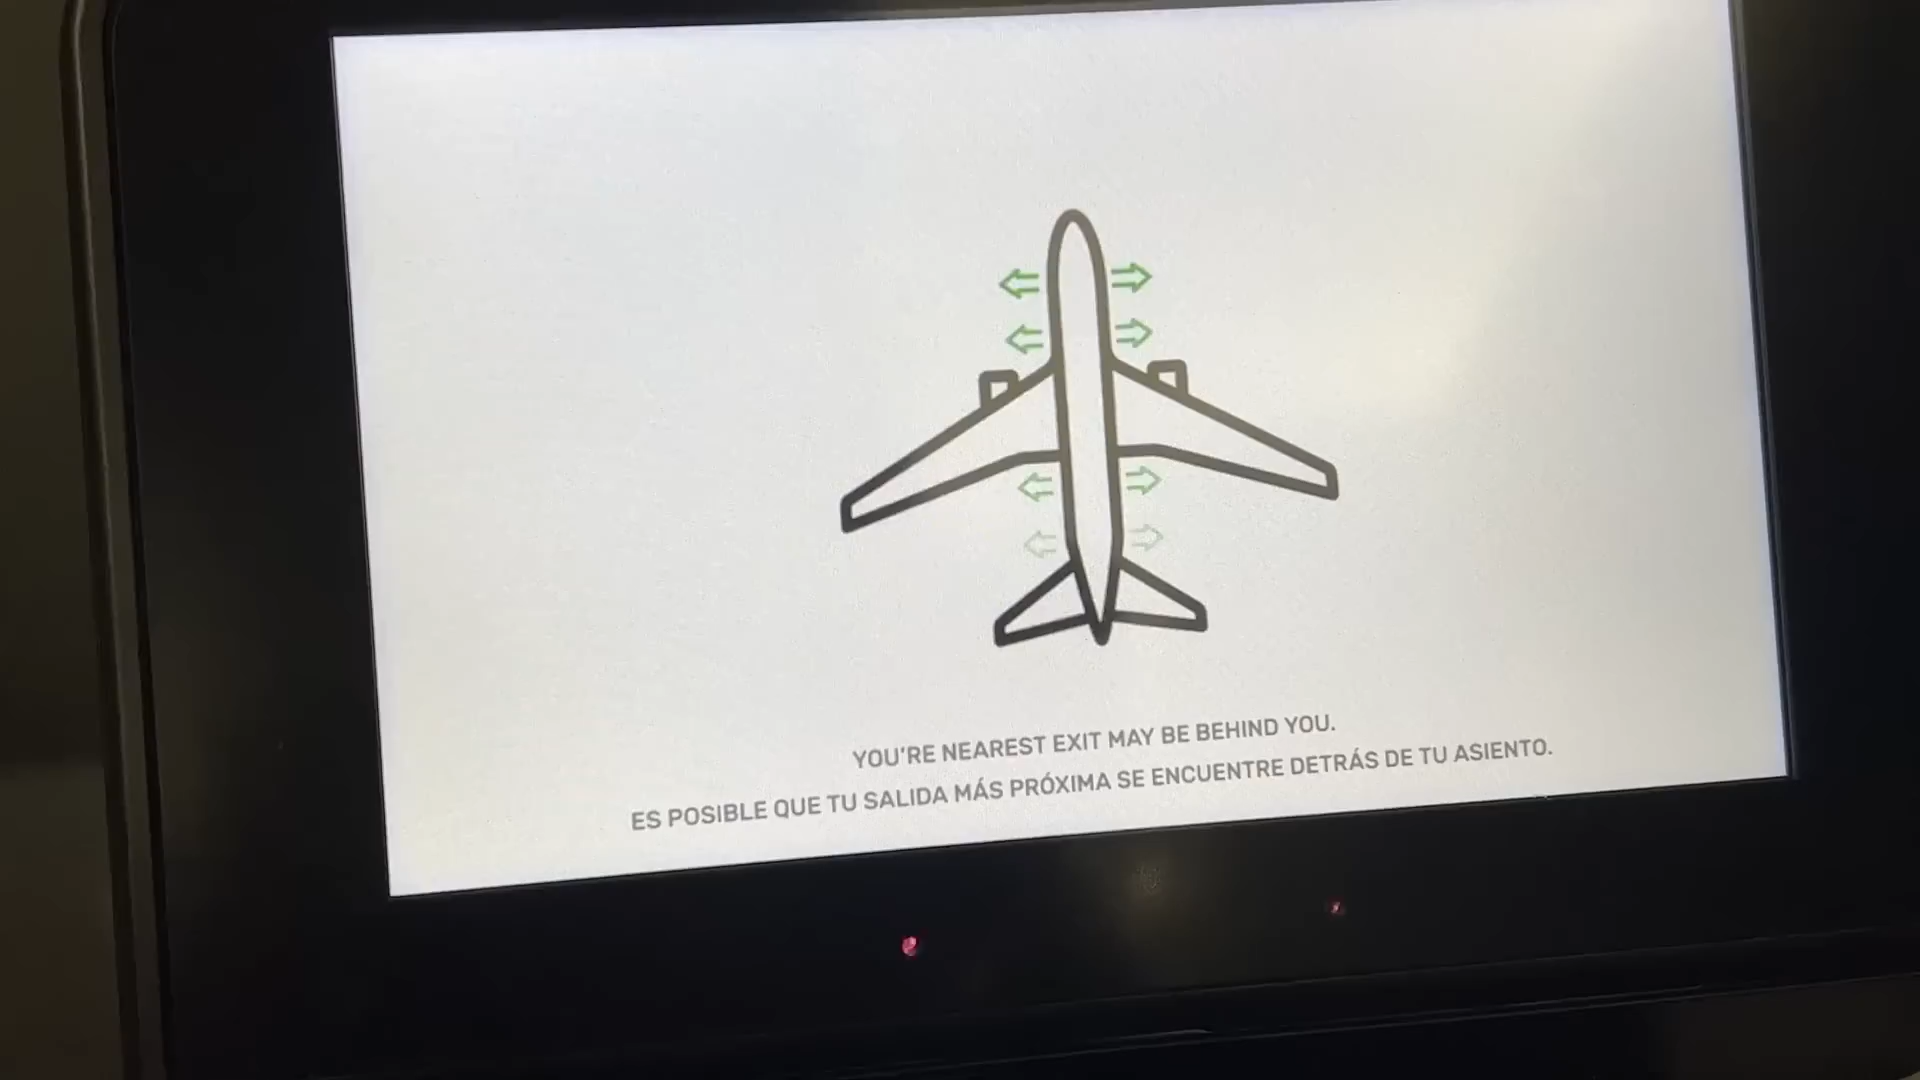 YOU'RE NEAREST EXIT MAY BE BEHIND YOU.
ES POSIBLE QUE TU SALIDA MÁS PRÓXIMA SE ENCUENTRE DETRÁS DE TU ASIENTO.